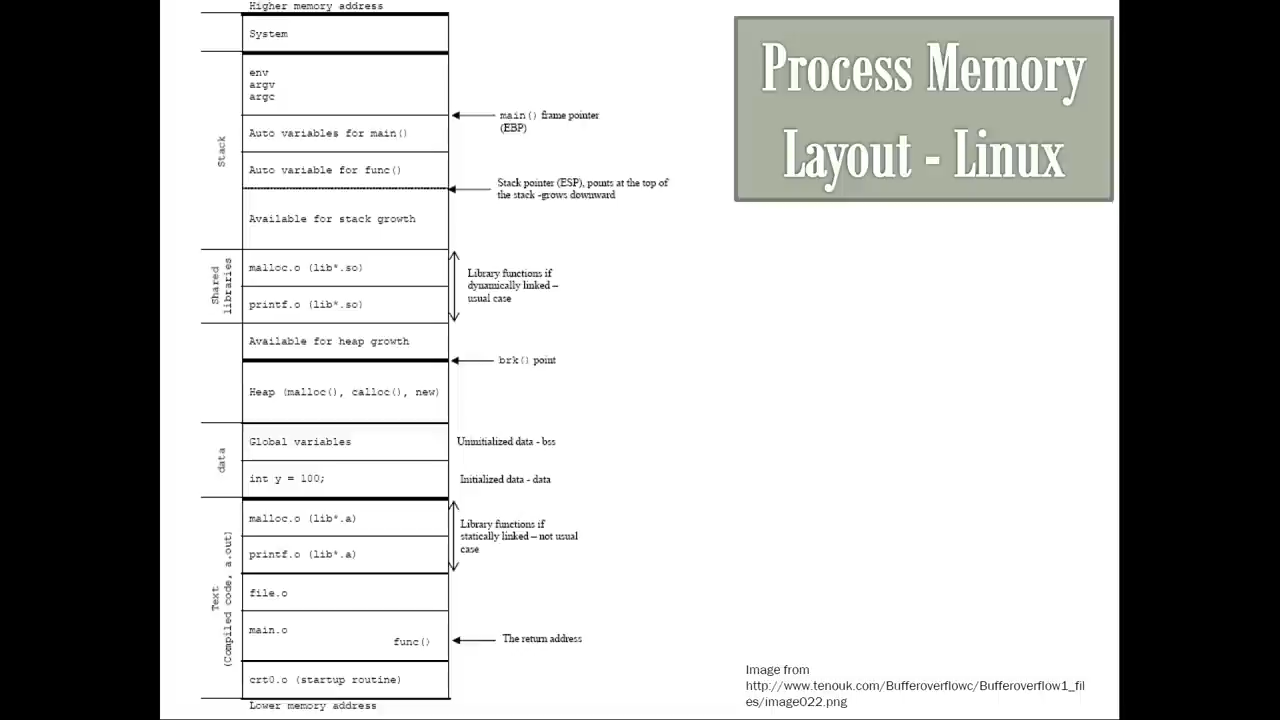 Higher memory address
System
env
argv
argc
main() frame pointer
(EBP)
Auto variables for main()
Stack
Auto variable for func()
Stack pointer (ESP), points at the top of
the stack -grows downward
Available for stack growth
Shared
libraries
malloc.o (lib*.so)
printf.o (lib*.so)
Library functions if
dynamically linked –
usual case
Available for heap growth
brk() point
Heap (malloc(), calloc(), new)
data
Global variables
Uninitialized data - bss
int y = 100;
Initialized data - data
Text
(Compiled code, a.out)
malloc.o (lib*.a)
printf.o (lib*.a)
Library functions if
statically linked – not usual
case
file.o
main.o
func()
The return address
crt0.o (startup routine)
Lower memory address
Process Memory
Layout - Linux
Image from
http://www.tenouk.com/Bufferoverflowc/Bufferoverflow1_fil
es/image022.png